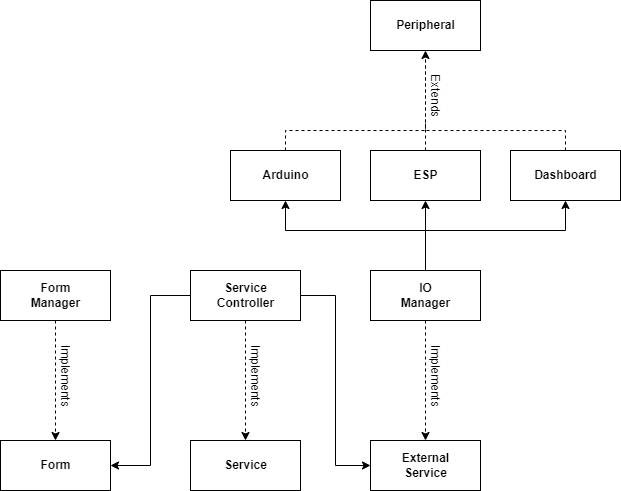 Peripheral
Extends
Arduino
ESP
Dashboard
Form
Manager
Service
Controller
IO
Manager
Implements
Implements
Implements
Form
Service
External
Service